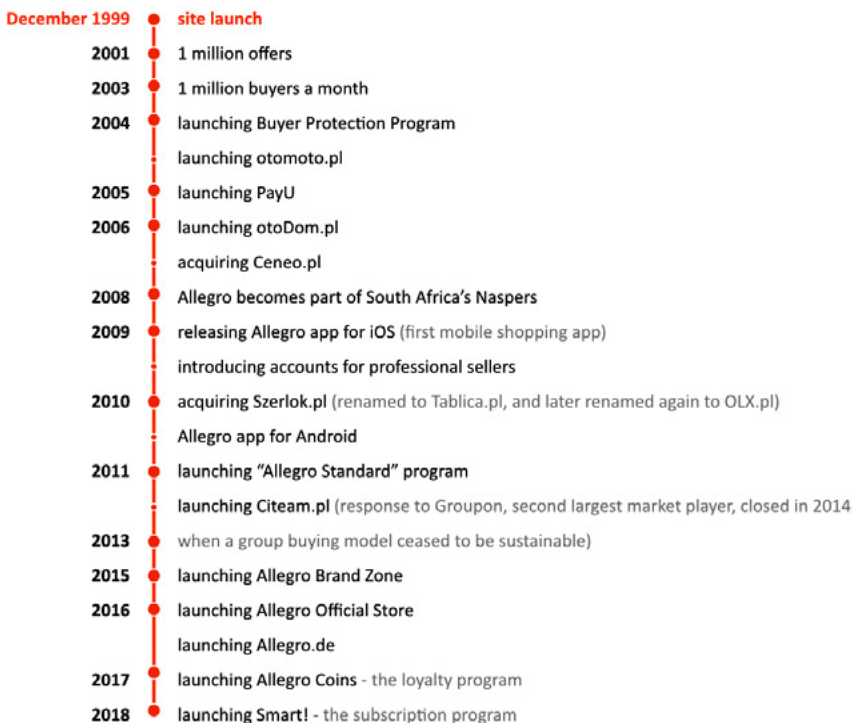 December 1999 site launch
2001 1 million offers
2003 1 million buyers a month
2004 launching Buyer Protection Program
launching otomoto.pl
2005 launching PayU
2006 launching otoDom.pl
acquiring Ceneo.pl
2008 Allegro becomes part of South Africa’s Naspers
2009 releasing Allegro app for iOS (first mobile shopping app)
introducing accounts for professional sellers
2010 acquiring Szerlok.pl (renamed to Tablica.pl, and later renamed again to OLX.pl)
Allegro app for Android
2011 launching “Allegro Standard” program
launching Citeam.pl (response to Groupon, second largest market player, closed in 2014
2013 when a group buying model ceased to be sustainable)
2015 launching Allegro Brand Zone
2016 launching Allegro Official Store
launching Allegro.de
2017 launching Allegro Coins - the loyalty program
2018 launching Smart! - the subscription program